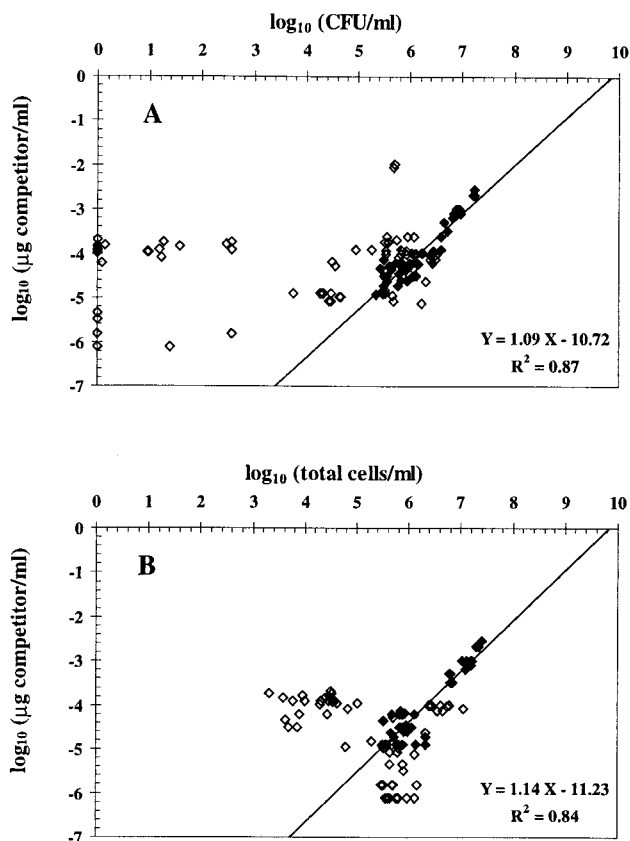 log₁₀ (CFU/ml)
0 1 2 3 4 5 6 7 8 9 10
log₁₀ (µg competitor/ml)
0
-1
-2
-3
-4
-5
-6
-7
A
Y = 1.09 X - 10.72
R² = 0.87
log₁₀ (total cells/ml)
0 1 2 3 4 5 6 7 8 9 10
log₁₀ (µg competitor/ml)
0
-1
-2
-3
-4
-5
-6
-7
B
Y = 1.14 X - 11.23
R² = 0.84